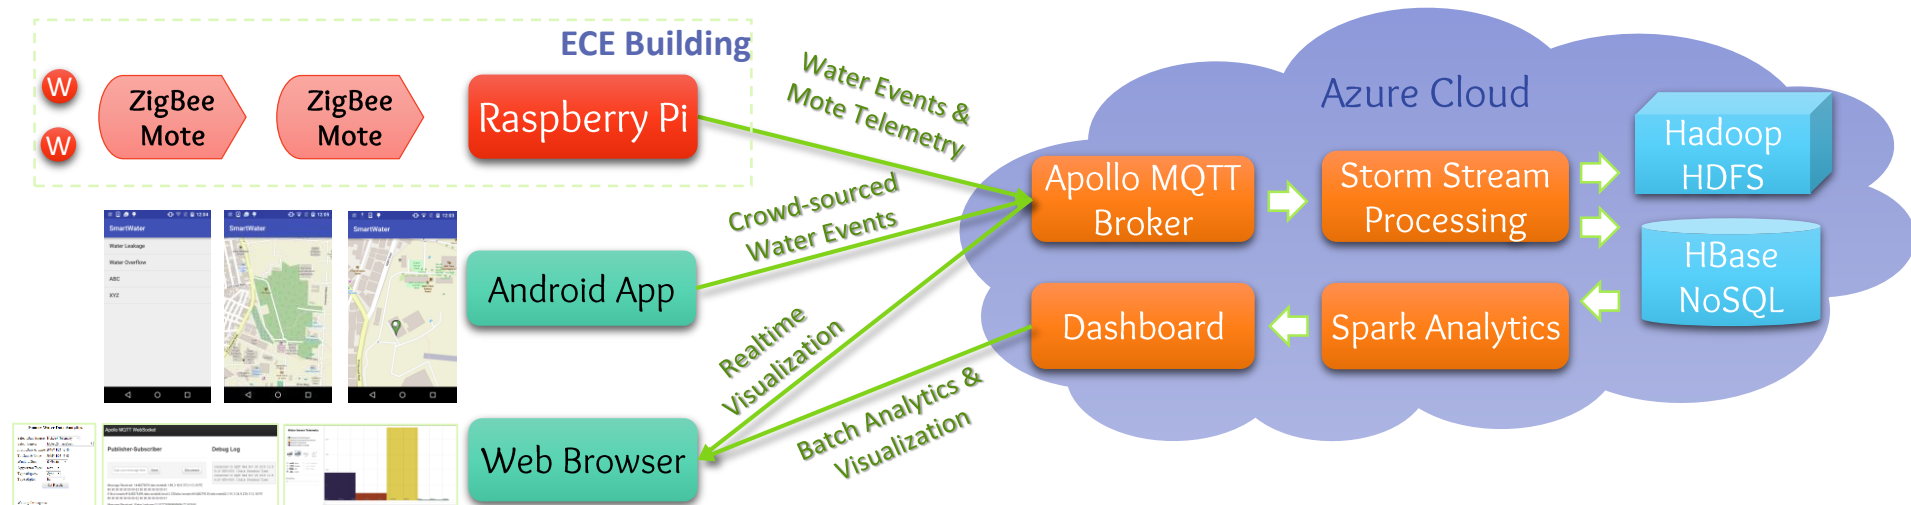 ECE Building
W
W
ZigBee
Mote
ZigBee
Mote
Raspberry Pi
Water Events &
Mote Telemetry
Azure Cloud
Hadoop
HDFS
Apollo MQTT
Broker
Storm Stream
Processing
HBase
NoSQL
Crowd-sourced
Water Events
SmartWater
Water Leakage
Water Overflow
ABC
XYZ
SmartWater
SmartWater
Android App
Dashboard
Spark Analytics
Realtime
Visualization
Batch Analytics &
Visualization
Web Browser
Apollo MQTT WebSocket
Publisher-Subscriber
Debug Log